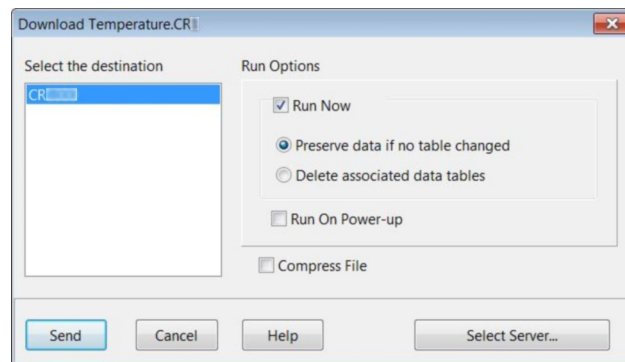 Download Temperature.CR
Select the destination
CR
Run Options
Run Now
Preserve data if no table changed
Delete associated data tables
Run On Power-up
Compress File
Send
Cancel
Help
Select Server...